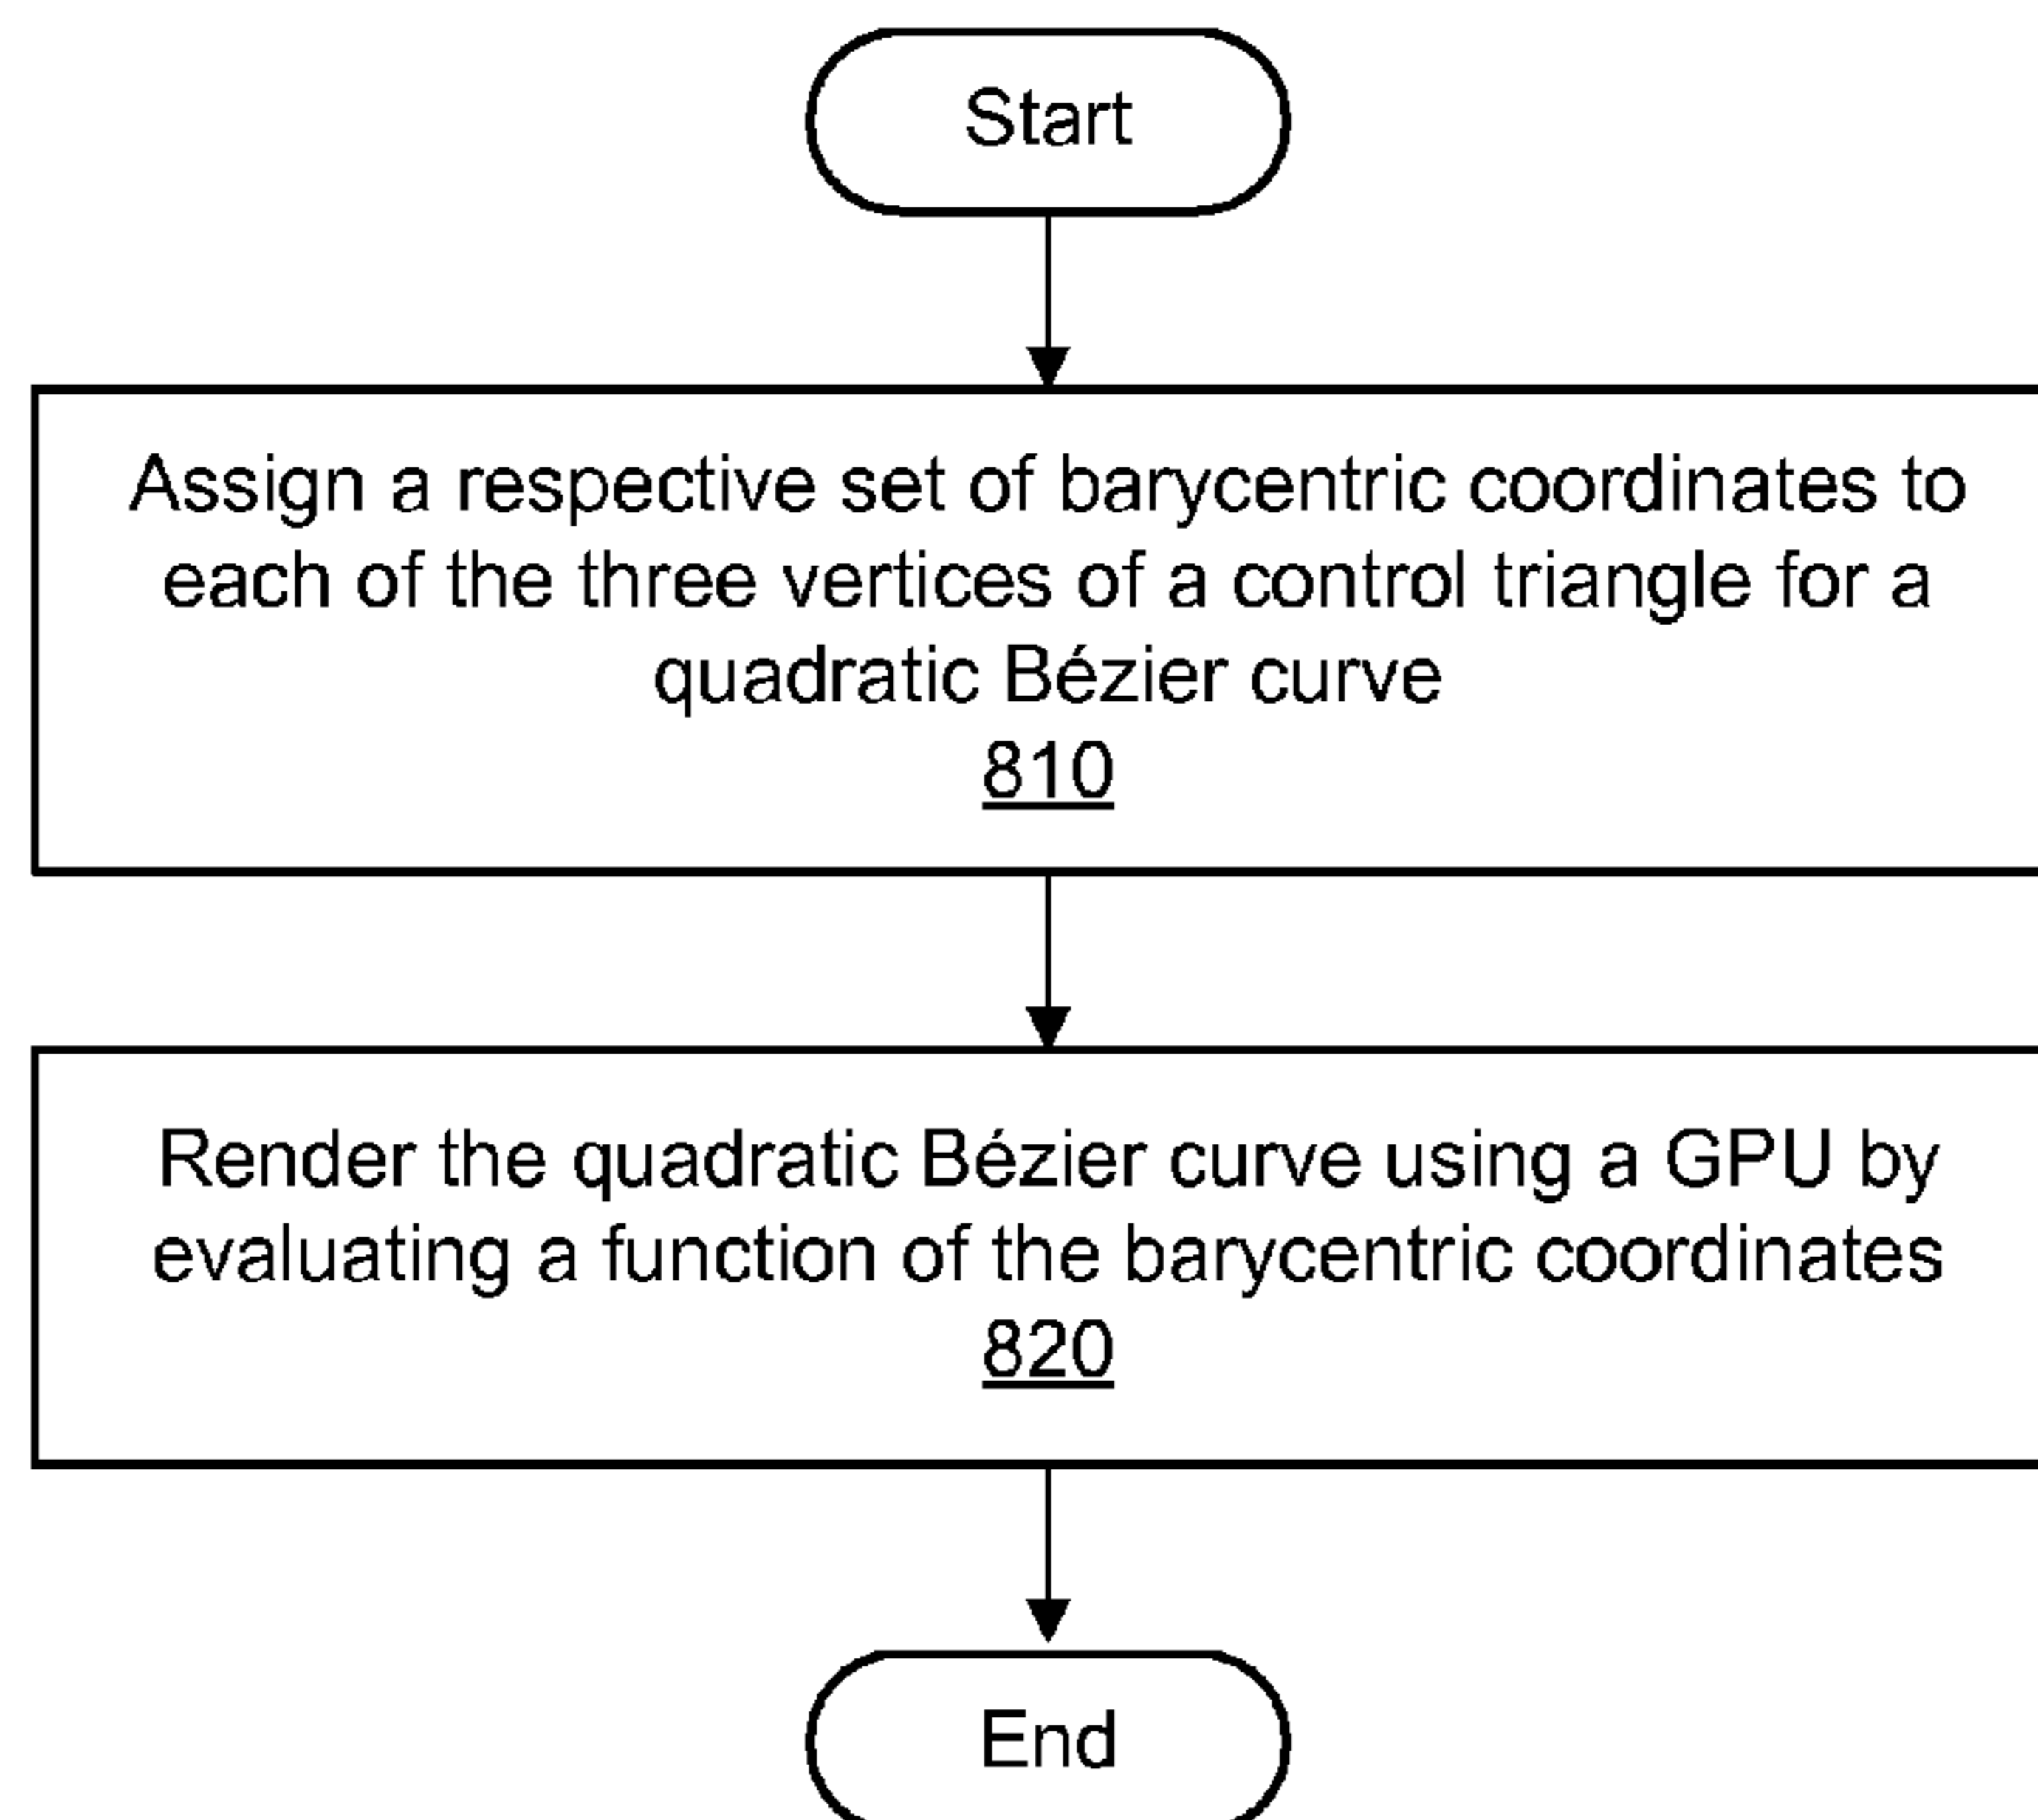 Start
Assign a respective set of barycentric coordinates to
each of the three vertices of a control triangle for a
quadratic Bézier curve
810
Render the quadratic Bézier curve using a GPU by
evaluating a function of the barycentric coordinates
820
End